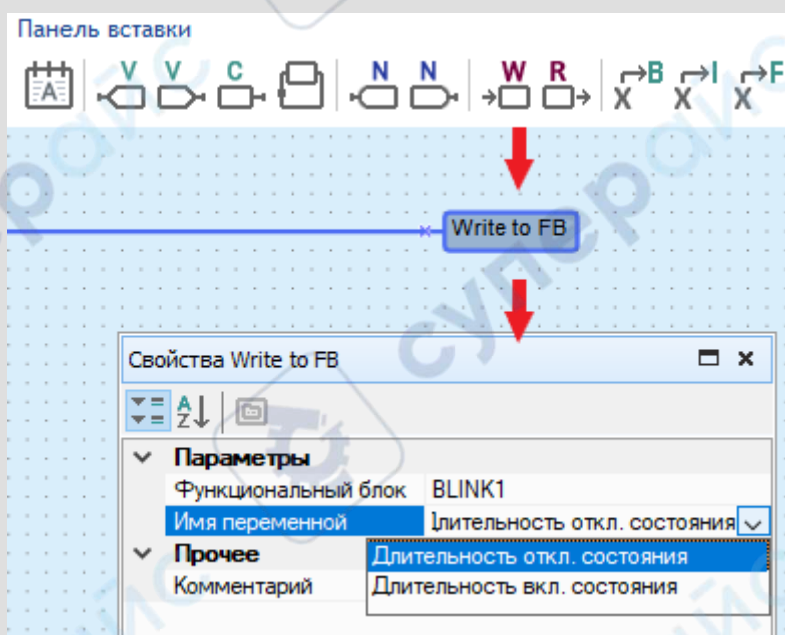 Панель вставки
A V V C N N W R X B X I X F
Write to FB
Свойства Write to FB
A Z
Параметры
Функциональный блок BLINK1
Имя переменной Длительность откл. состояния
Прочее Длительность откл. состояния
Комментарий Длительность вкл. состояния
суперайс